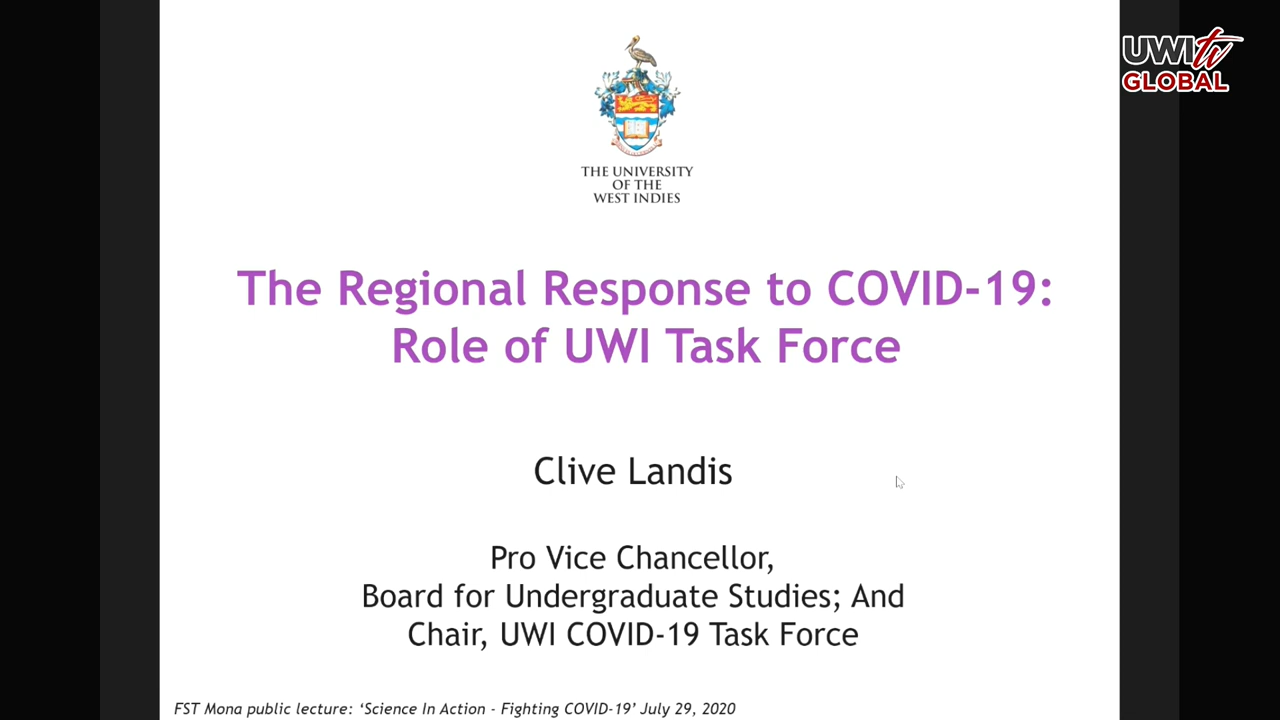 UWI tv
GLOBAL
THE UNIVERSITY
OF THE
WEST INDIES
The Regional Response to COVID-19:
Role of UWI Task Force
Clive Landis
Pro Vice Chancellor,
Board for Undergraduate Studies; And
Chair, UWI COVID-19 Task Force
FST Mona public lecture: ‘Science In Action - Fighting COVID-19’ July 29, 2020